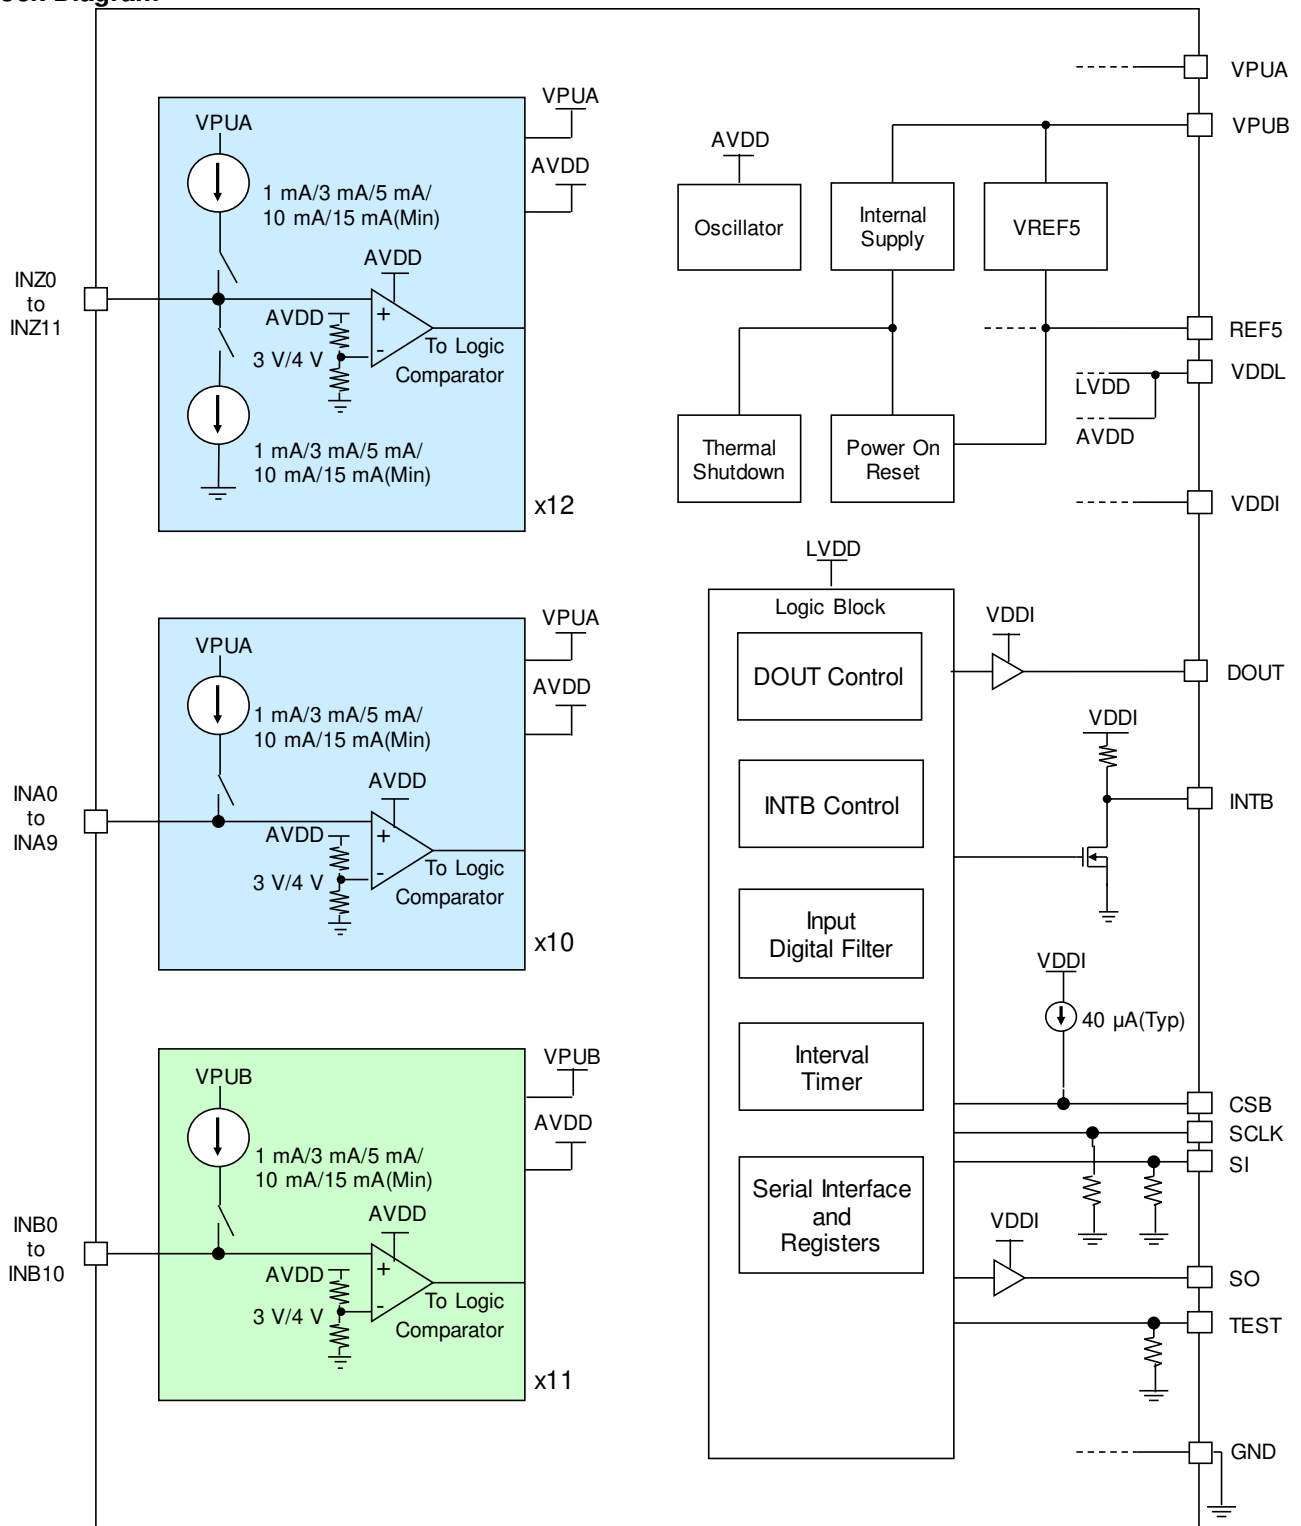 VPUA
VPUB
VPUA
AVDD
VPUA
1 mA/3 mA/5 mA/
10 mA/15 mA(Min)
AVDD
INZ0
to
INZ11
AVDD
+
3 V/4 V
-
To Logic
Comparator
1 mA/3 mA/5 mA/
10 mA/15 mA(Min)
x12
AVDD
Oscillator
Internal
Supply
VREF5
REF5
VDDL
LVDD
AVDD
Thermal
Shutdown
Power On
Reset
VDDI
VPUA
AVDD
VPUA
1 mA/3 mA/5 mA/
10 mA/15 mA(Min)
AVDD
INA0
to
INA9
AVDD
+
3 V/4 V
-
To Logic
Comparator
x10
VPUB
AVDD
VPUB
1 mA/3 mA/5 mA/
10 mA/15 mA(Min)
AVDD
INB0
to
INB10
AVDD
+
3 V/4 V
-
To Logic
Comparator
x11
LVDD
Logic Block
DOUT Control
INTB Control
Input
Digital Filter
Interval
Timer
Serial Interface
and
Registers
VDDI
DOUT
VDDI
INTB
VDDI
40 µA(Typ)
CSB
SCLK
SI
VDDI
SO
TEST
GND